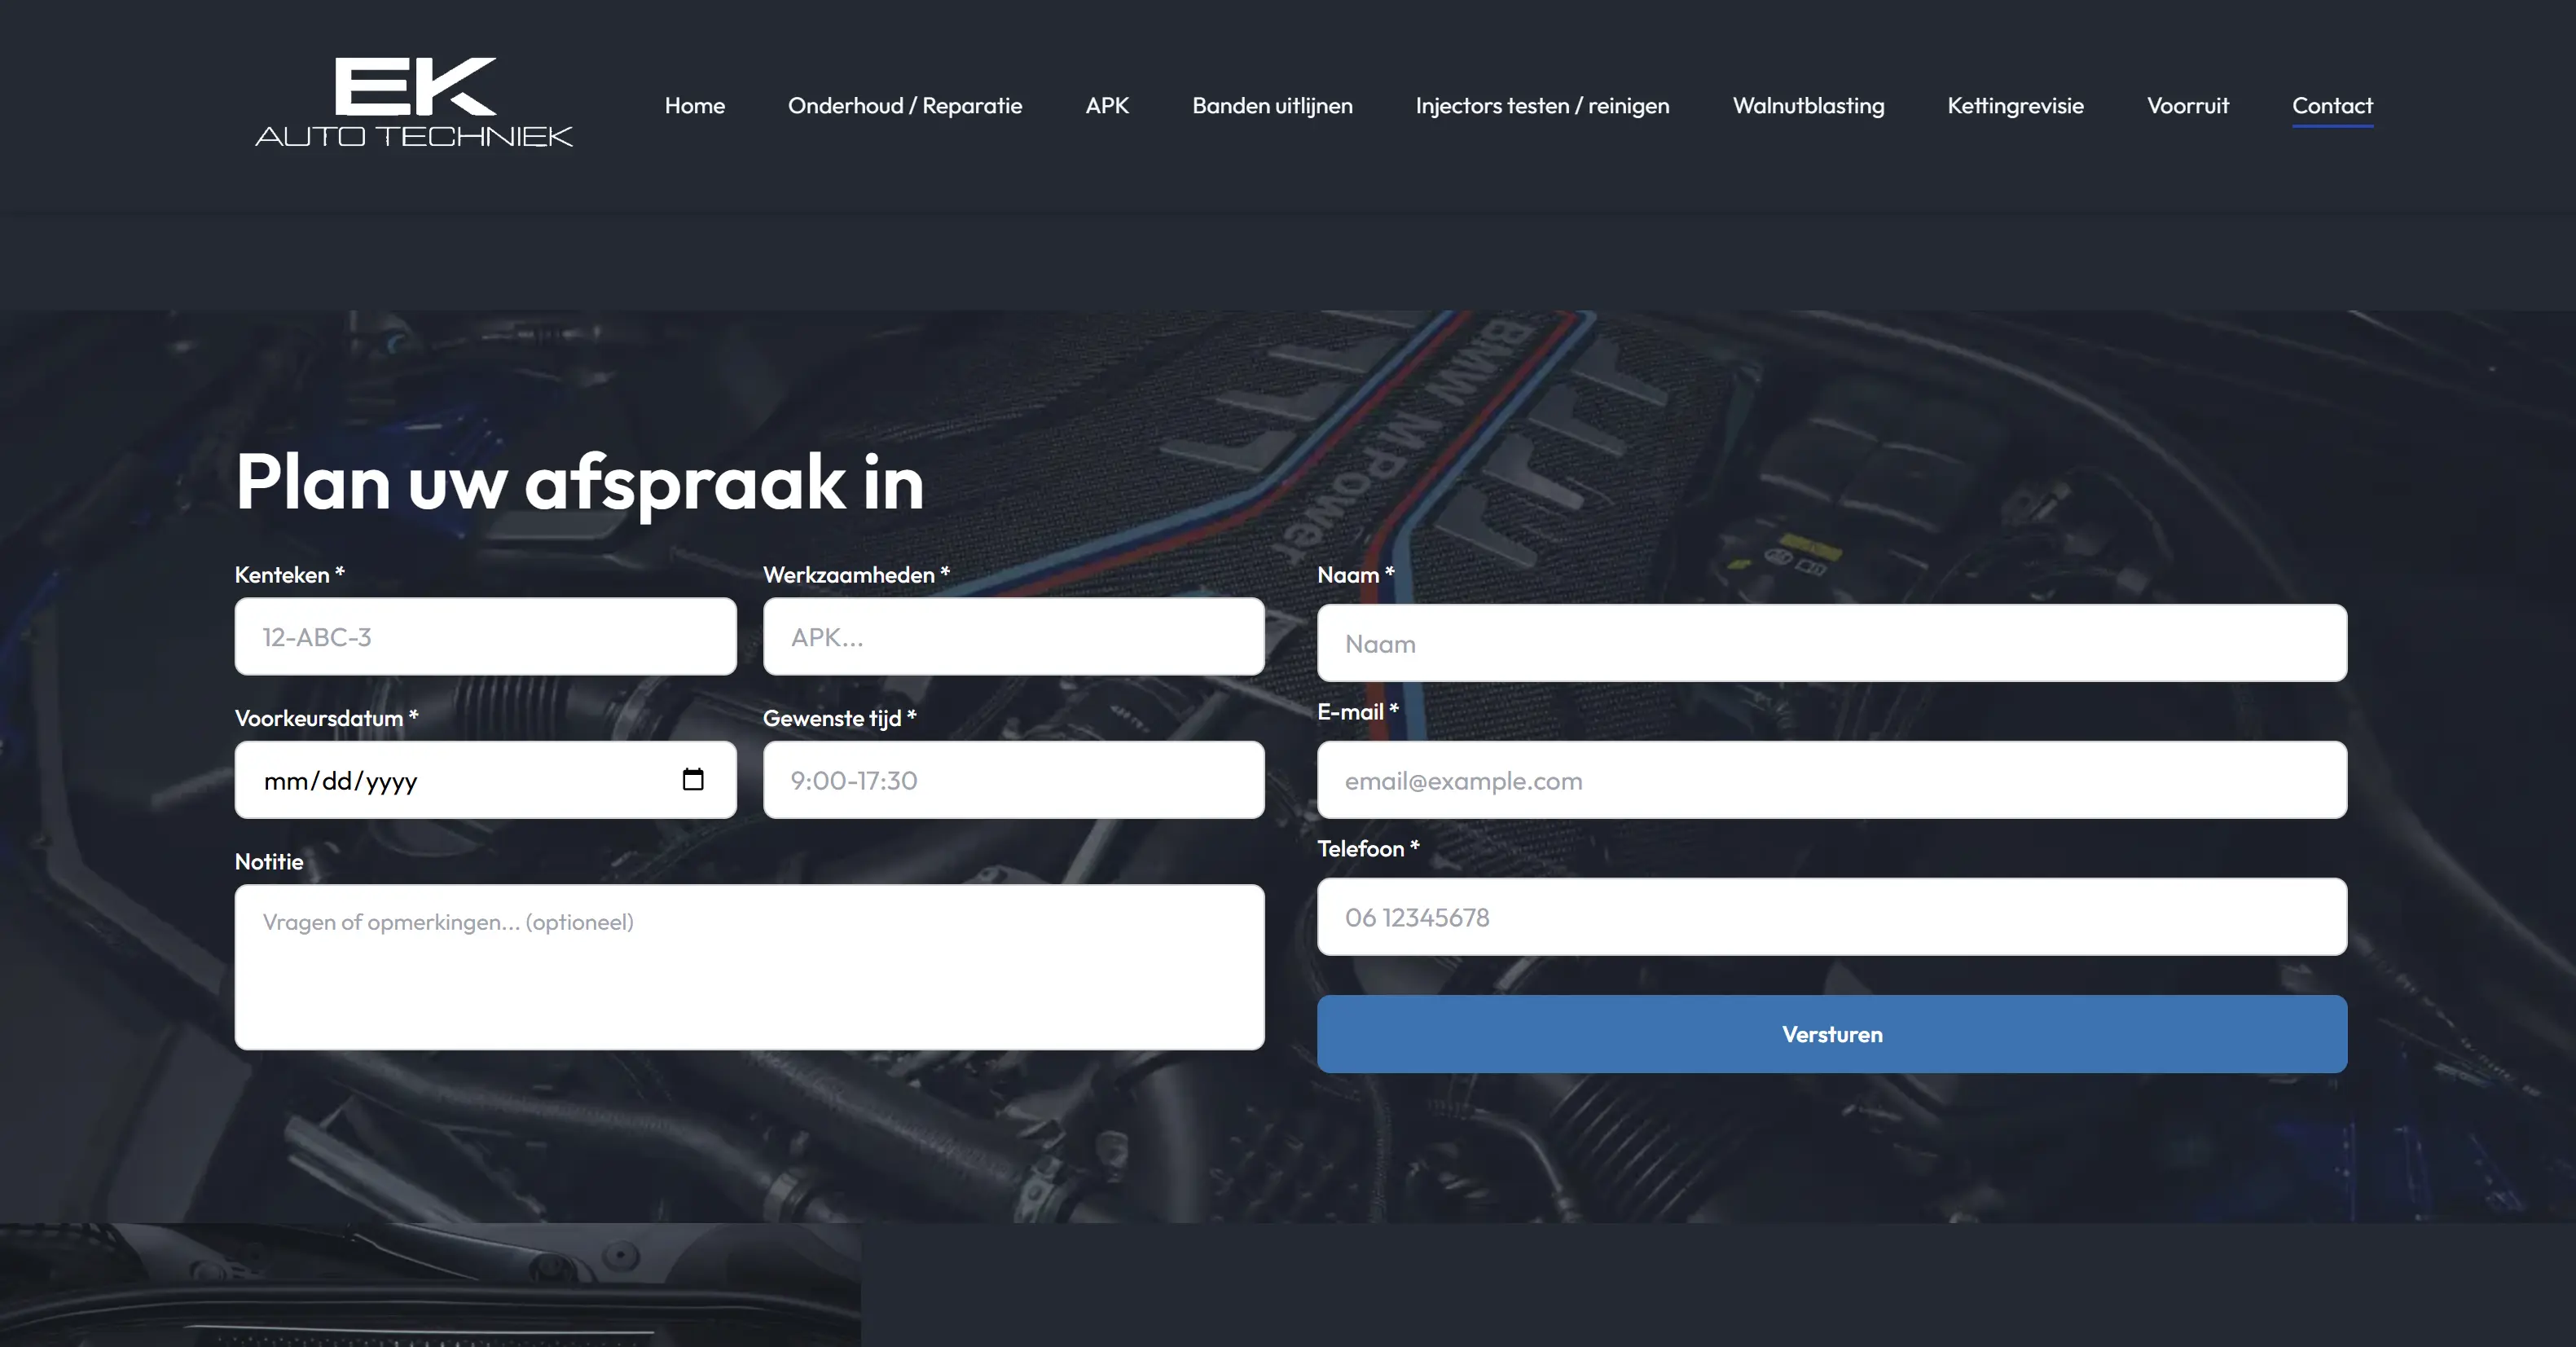 EK
AUTO TECHNIEK
Home
Onderhoud / Reparatie
APK
Banden uitlijnen
Injectors testen / reinigen
Walnutblasting
Kettingrevisie
Voorruit
Contact
BMW M Power
Plan uw afspraak in
Kenteken *
12-ABC-3
Werkzaamheden *
APK...
Voorkeursdatum *
mm/dd/yyyy
Gewenste tijd *
9:00-17:30
Notitie
Vragen of opmerkingen... (optioneel)
Naam *
Naam
E-mail *
email@example.com
Telefoon *
06 12345678
Versturen